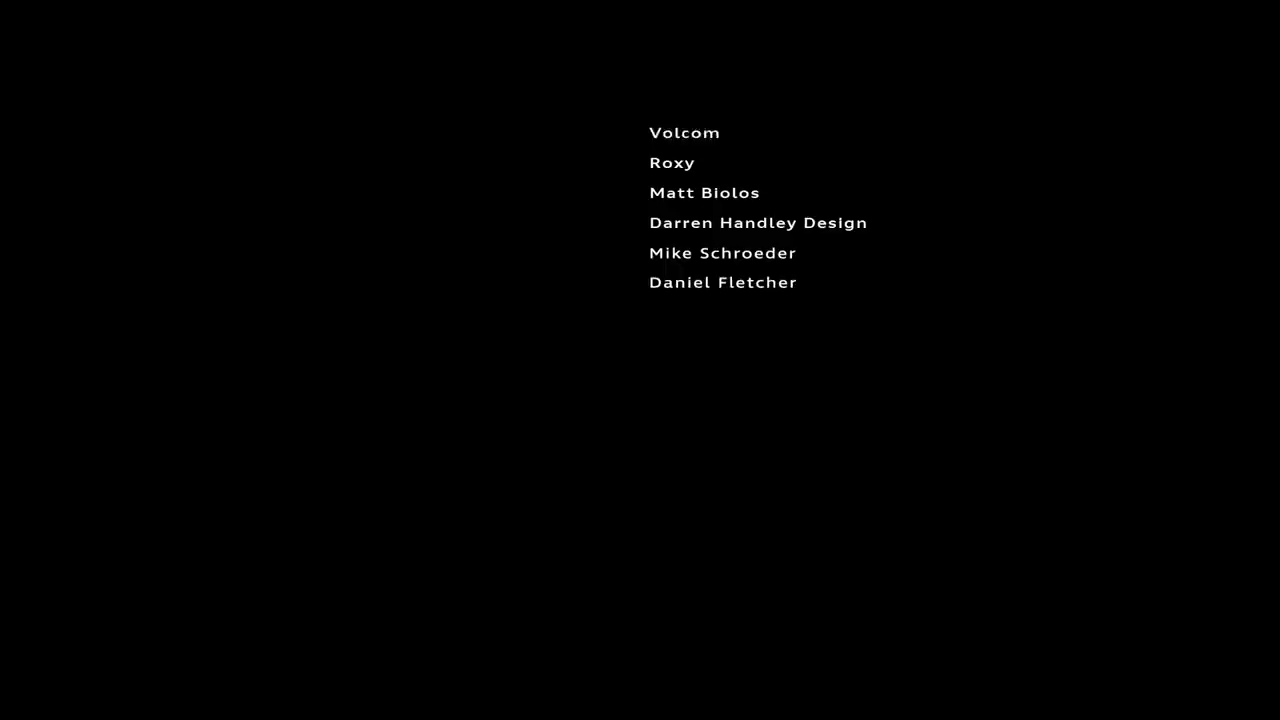 Volcom
Roxy
Matt Biolos
Darren Handley Design
Mike Schroeder
Daniel Fletcher